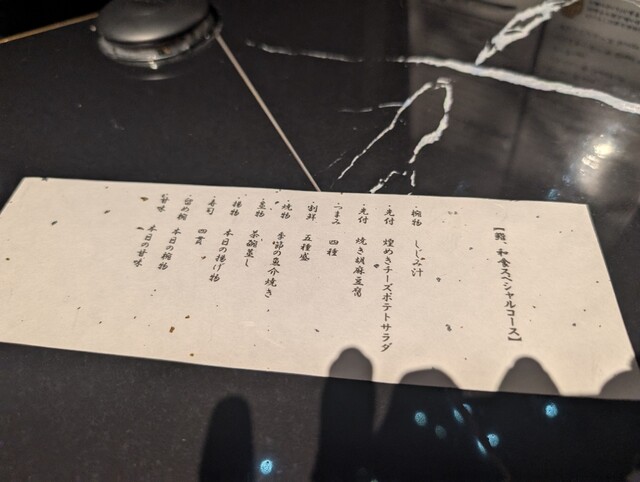 【鮨、和食スペシャルコース】
・椀物 しじみ汁
・先付 煌めきチーズポテトサラダ
・先付 焼き胡麻豆腐
・つまみ 四種
・割鮮 五種盛
・焼物 季節の魚介焼き
・蒸物 茶碗蒸し
・揚物 本日の揚げ物
・寿司 四貫
・留め椀 本日の椀物
・甘味 本日の甘味